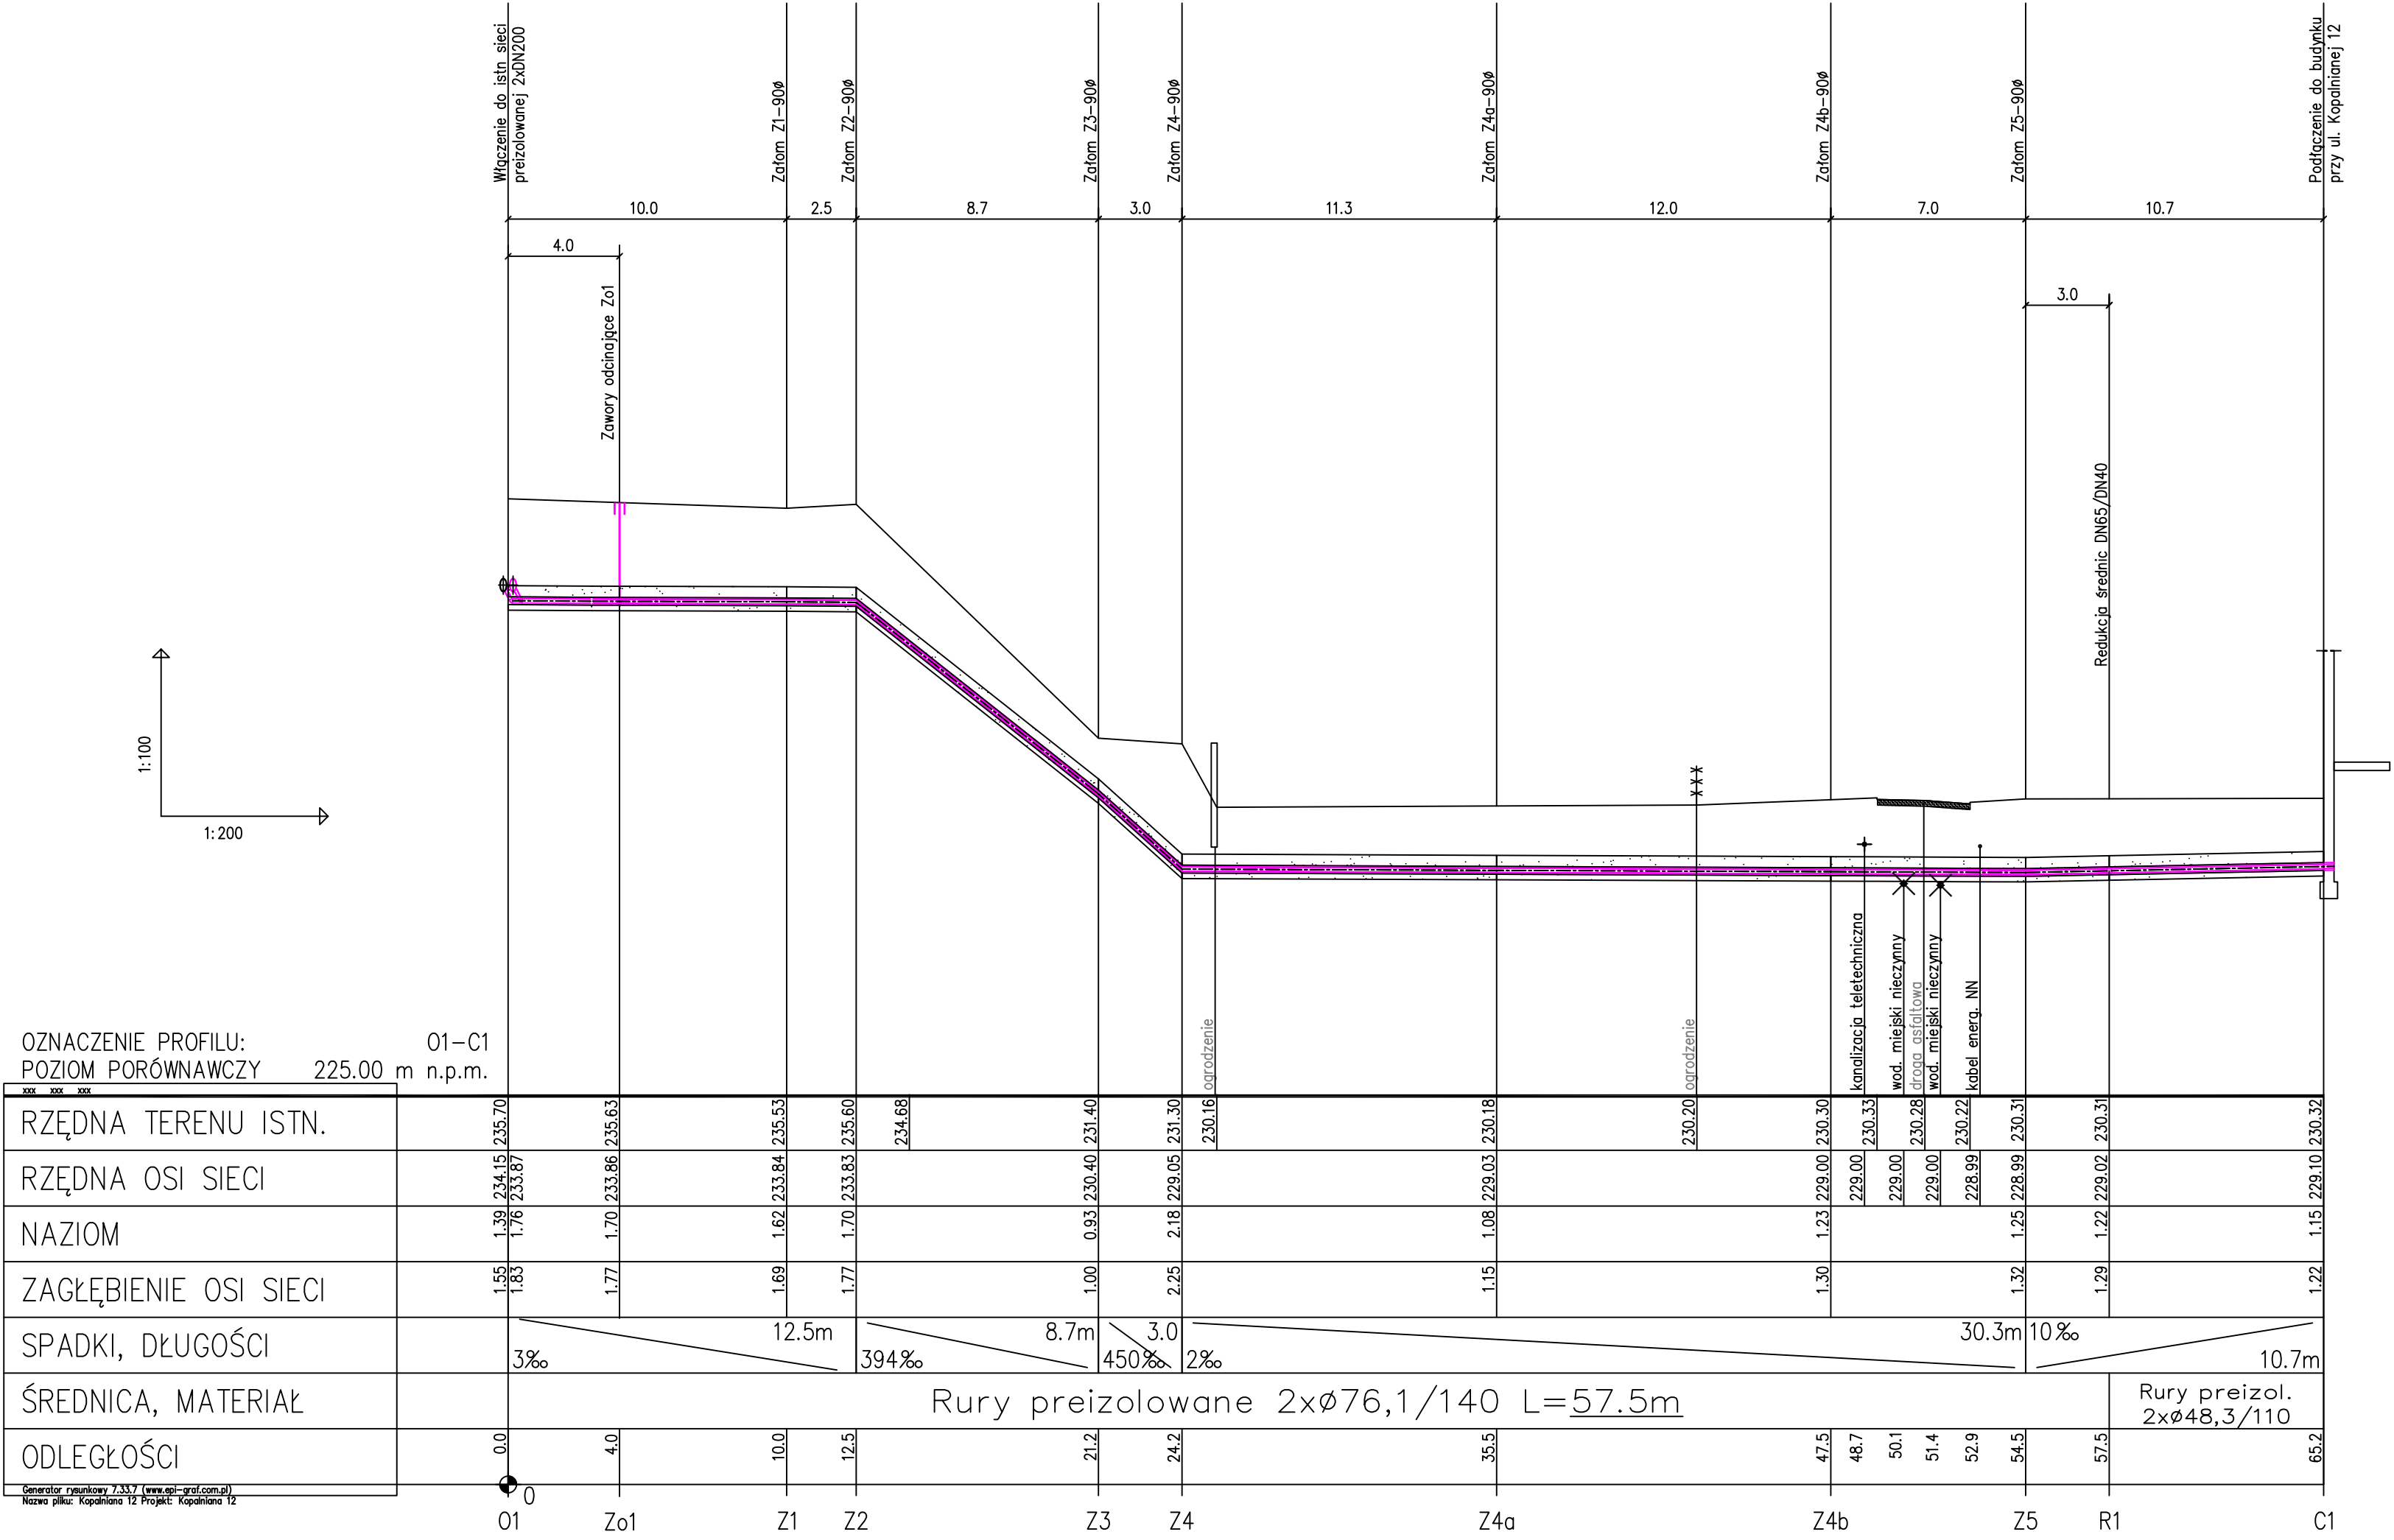 Włączenie do istn sieci
preizolowanej 2xDN200
Załom Z1-90ø
Załom Z2-90ø
Załom Z3-90ø
Załom Z4-90ø
Załom Z4a-90ø
Załom Z4b-90ø
Załom Z5-90ø
Podłączenie do budynku
przy ul. Kopalnianej 12
10.0 2.5 8.7 3.0 11.3 12.0 7.0 10.7
4.0
3.0
Zawory odcinające Zo1
Redukcja średnic DN65/DN40
1:100
1:200
ogrodzenie
ogrodzenie
kanalizacja teletechniczna
wod. miejski nieczynny
droga asfaltowa
wod. miejski nieczynny
kabel energ. NN
OZNACZENIE PROFILU: O1-C1
POZIOM PORÓWNAWCZY 225.00 m n.p.m.
xxx xxx xxx
RZĘDNA TERENU ISTN. 235.70 235.63 235.53 235.60 234.68 231.40 231.30 230.16 230.18 230.20 230.30 230.33 230.28 230.22 230.31 230.31 230.32
RZĘDNA OSI SIECI 234.15 233.87 233.86 233.84 233.83 230.40 229.05 229.03 229.00 229.00 229.00 229.00 228.99 228.99 229.02 229.10
NAZIOM 1.39 1.76 1.70 1.62 1.70 0.93 2.18 1.08 1.23 1.25 1.22 1.15
ZAGŁĘBIENIE OSI SIECI 1.55 1.83 1.77 1.69 1.77 1.00 2.25 1.15 1.30 1.32 1.29 1.22
SPADKI, DŁUGOŚCI 3‰ 12.5m 394‰ 8.7m 450‰ 3.0 2‰ 30.3m 10‰ 10.7m
ŚREDNICA, MATERIAŁ Rury preizolowane 2xø76,1/140 L=57.5m
Rury preizol.
2xø48,3/110
ODLEGŁOŚCI 0.0 4.0 10.0 12.5 21.2 24.2 35.5 47.5 48.7 50.1 51.4 52.9 54.5 57.5 65.2
Generator rysunkowy 7.33.7 (www.epi-graf.com.pl)
Nazwa pliku: Kopalniana 12 Projekt: Kopalniana 12
0
O1 Zo1 Z1 Z2 Z3 Z4 Z4a Z4b Z5 R1 C1